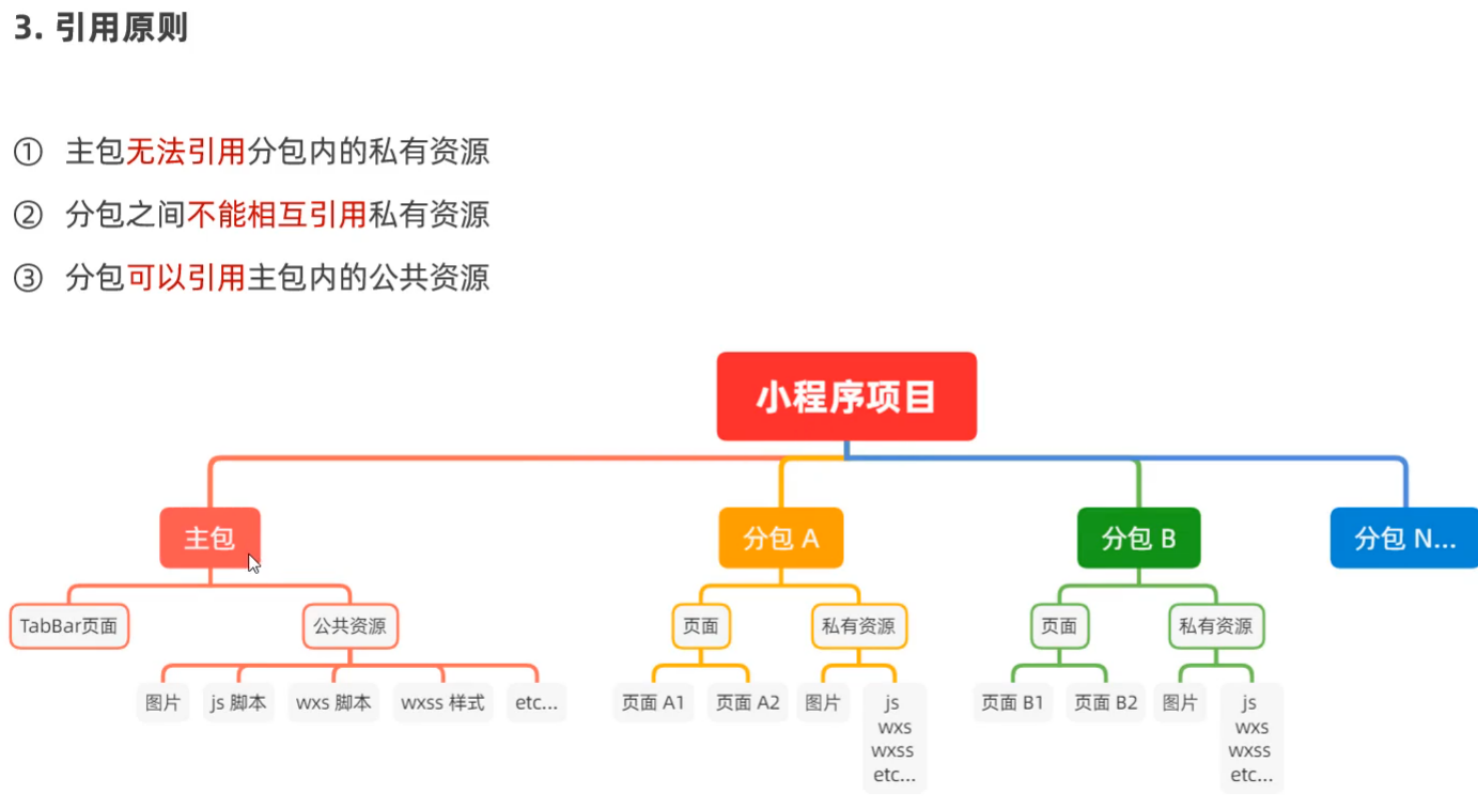 3. 引用原则
① 主包无法引用分包内的私有资源
② 分包之间不能相互引用私有资源
③ 分包可以引用主包内的公共资源
小程序项目
主包
分包 A
分包 B
分包 N...
TabBar页面
公共资源
页面
私有资源
页面
私有资源
图片
js 脚本
wxs 脚本
wxss 样式
etc...
页面 A1
页面 A2
图片
js
wxs
wxss
etc...
页面 B1
页面 B2
图片
js
wxs
wxss
etc...